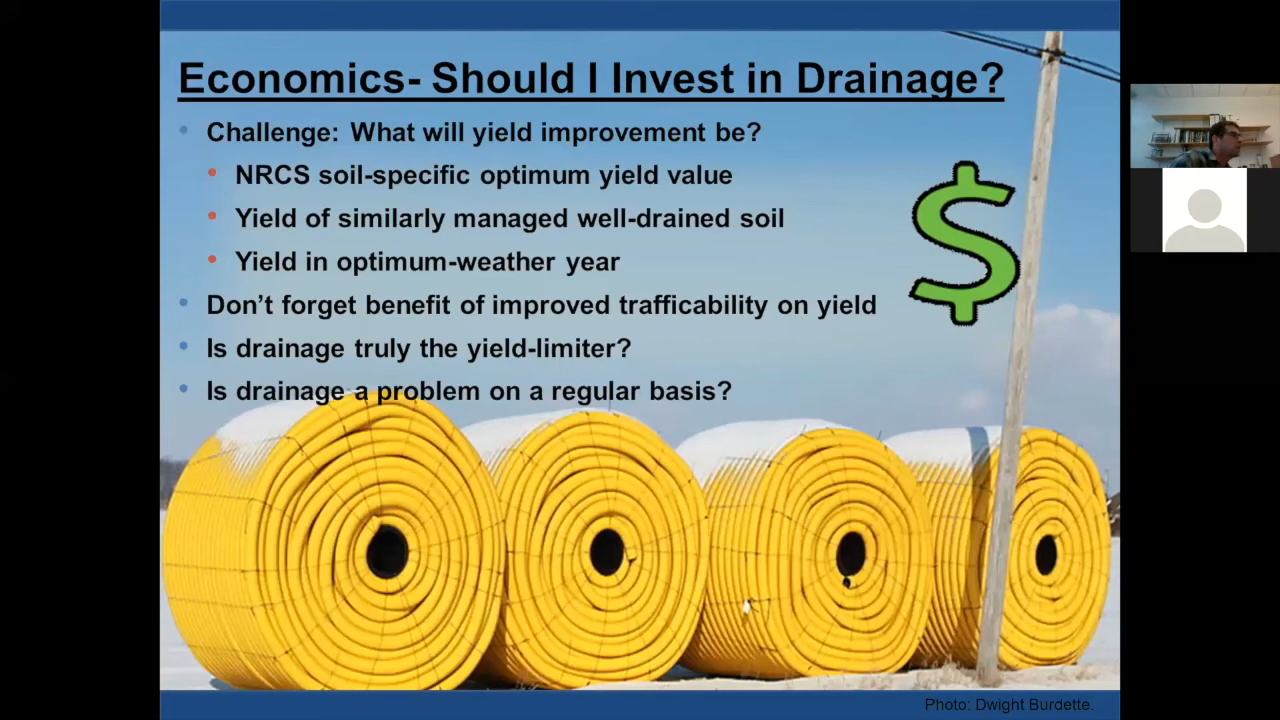 Economics- Should I Invest in Drainage?
Challenge: What will yield improvement be?
NRCS soil-specific optimum yield value
Yield of similarly managed well-drained soil
Yield in optimum-weather year
Don’t forget benefit of improved trafficability on yield
Is drainage truly the yield-limiter?
Is drainage a problem on a regular basis?
$
Photo: Dwight Burdette.